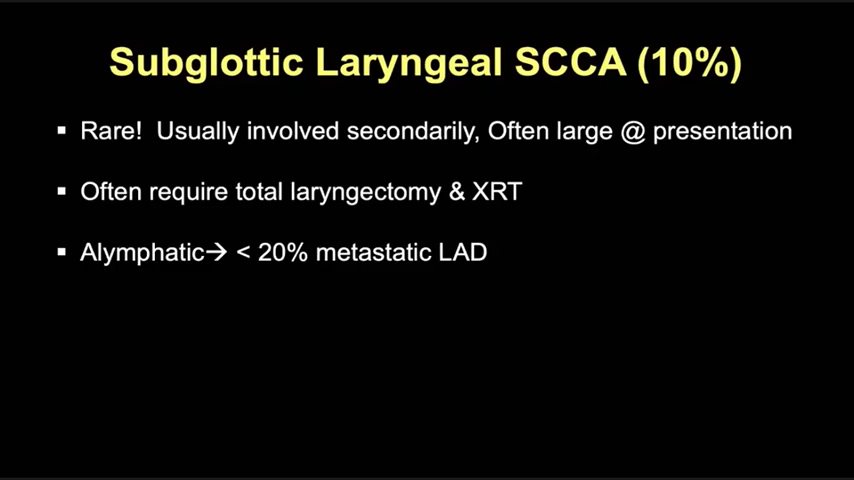 Subglottic Laryngeal SCCA (10%)
▪ Rare!  Usually involved secondarily, Often large @ presentation
▪ Often require total laryngectomy & XRT
▪ Alymphatic→ < 20% metastatic LAD